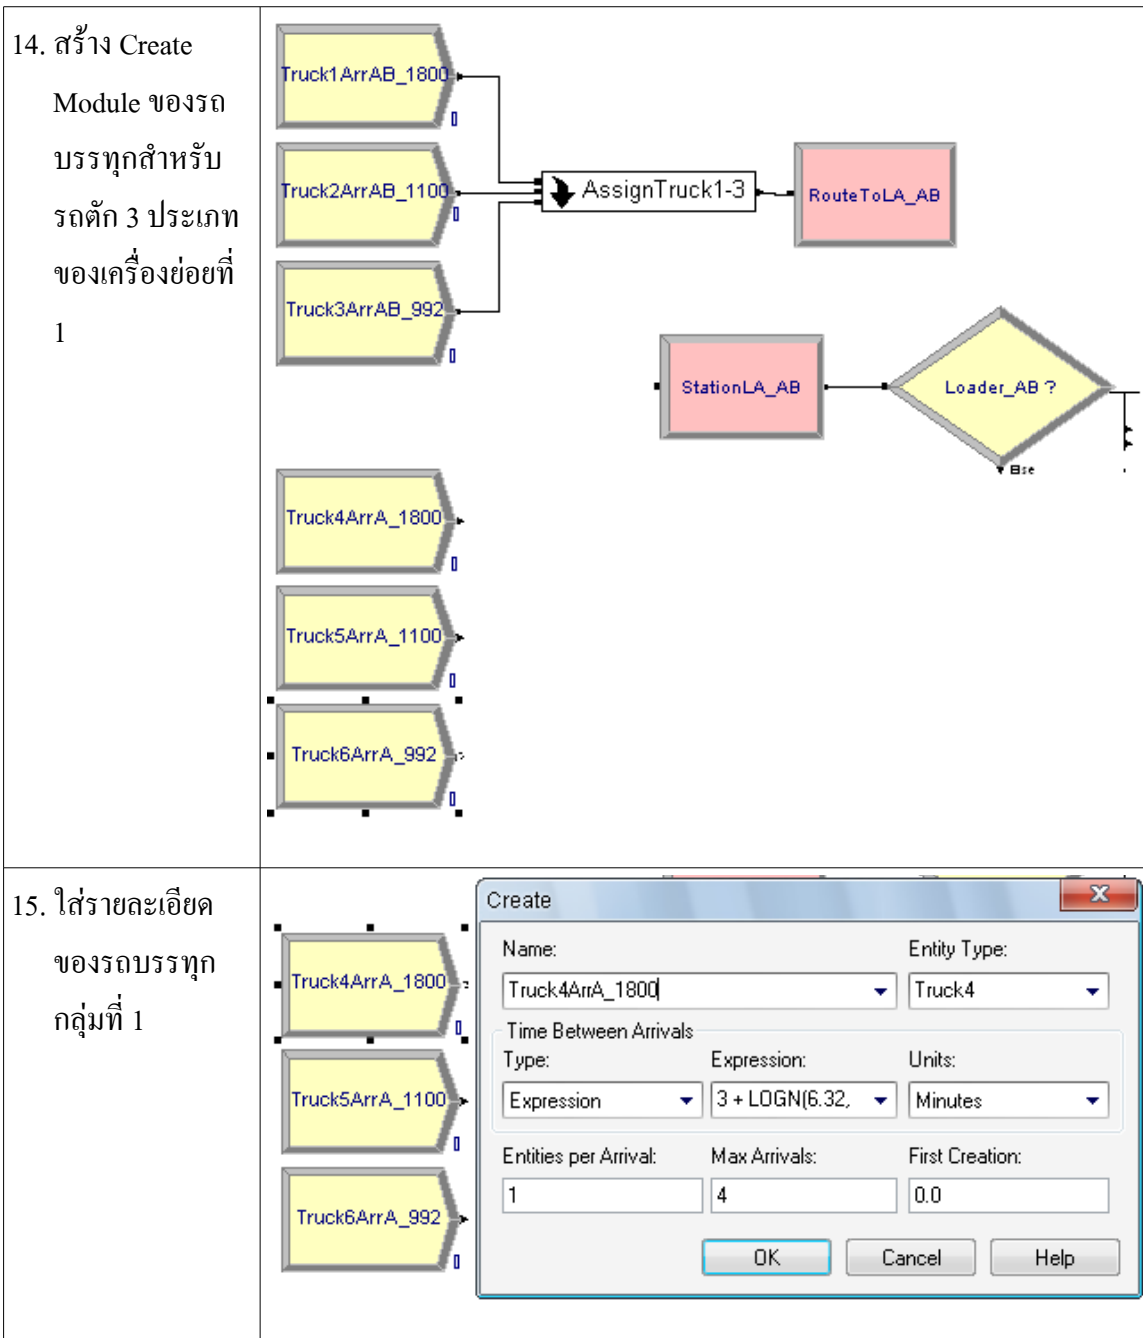 14. สร้าง Create
Module ของรถ
บรรทุกสำหรับ
รถตัก 3 ประเภท
ของเครื่องย่อยที่
1
Truck1ArrAB_1800
Truck2ArrAB_1100
Truck3ArrAB_992
AssignTruck1-3
RouteToLA_AB
StationLA_AB
Loader_AB ?
Else
Truck4ArrA_1800
Truck5ArrA_1100
Truck6ArrA_992
15. ใส่รายละเอียด
ของรถบรรทุก
กลุ่มที่ 1
Truck4ArrA_1800
Truck5ArrA_1100
Truck6ArrA_992
Create
Name:
Entity Type:
Truck4ArrA_1800
Truck4
Time Between Arrivals
Type:
Expression:
Units:
Expression
3 + LOGN(6.32,
Minutes
Entities per Arrival:
Max Arrivals:
First Creation:
1
4
0.0
OK
Cancel
Help